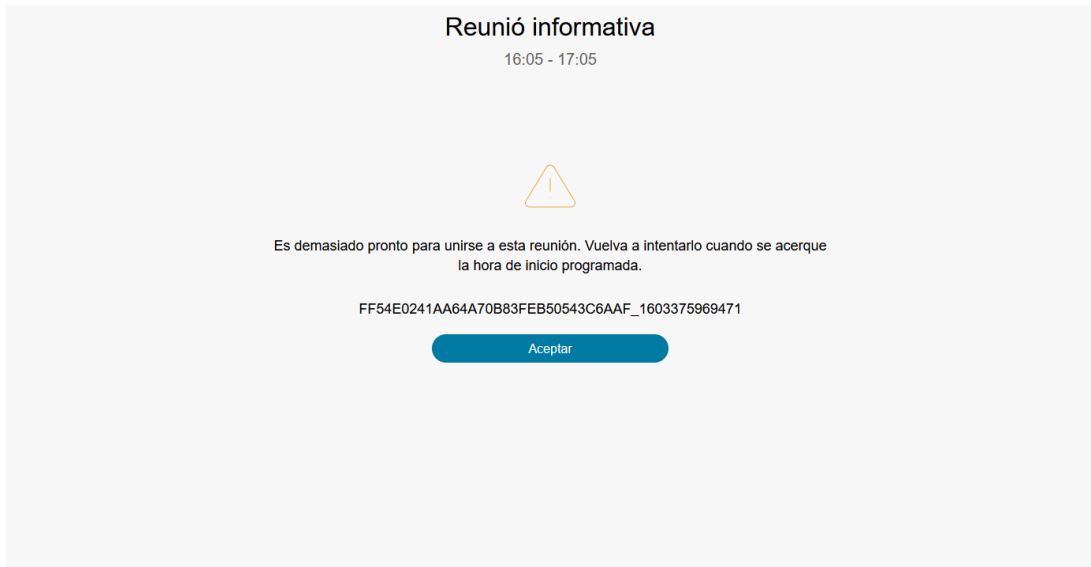 Reunió informativa
16:05 - 17:05
Es demasiado pronto para unirse a esta reunión. Vuelva a intentarlo cuando se acerque
la hora de inicio programada.
FF54E0241AA64A70B83FEB50543C6AAF_1603375969471
Aceptar